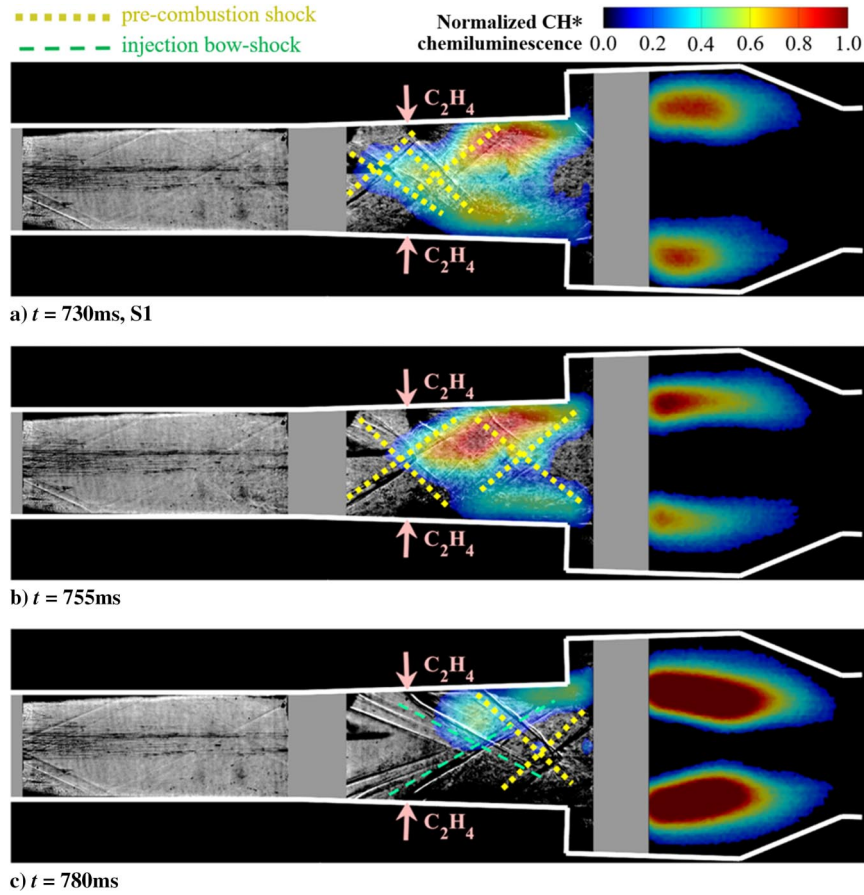 pre-combustion shock
injection bow-shock
Normalized CH*
chemiluminescence
0.0 0.2 0.4 0.6 0.8 1.0
C₂H₄
C₂H₄
a) t = 730ms, S1
C₂H₄
C₂H₄
b) t = 755ms
C₂H₄
C₂H₄
c) t = 780ms